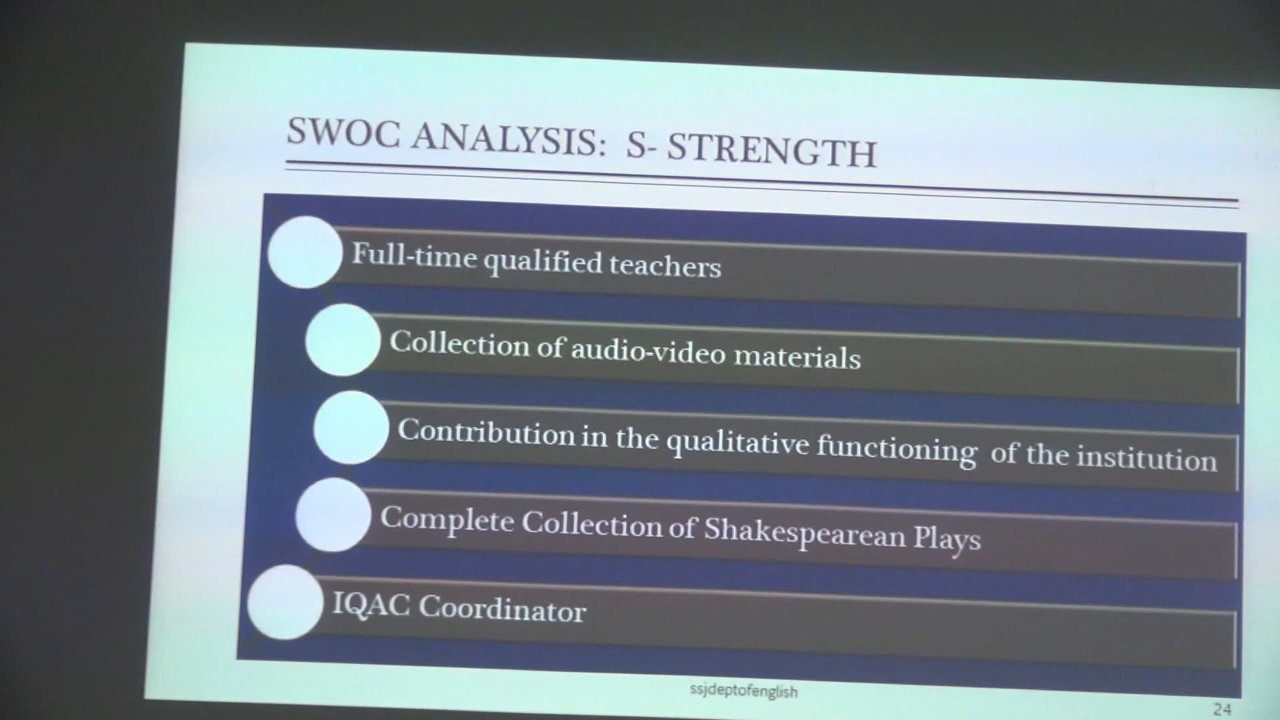 SWOC ANALYSIS: S- STRENGTH
Full-time qualified teachers
Collection of audio-video materials
Contribution in the qualitative functioning of the institution
Complete Collection of Shakespearean Plays
IQAC Coordinator
ssjdeptofenglish
24